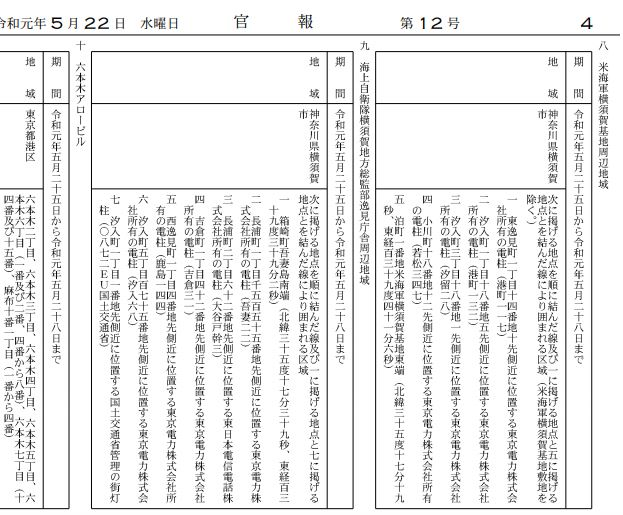 令和元年5月22日　水曜日　官　報　第12号　4
八　米海軍横須賀基地周辺地域
期　間　令和元年五月二十五日から令和元年五月二十八日まで
地　域　神奈川県横須賀
市
次に掲げる地点を順に結んだ線及び一に掲げる地点と五に掲げる
地点とを結んだ線により囲まれる区域（米海軍横須賀基地敷地を
除く。）
一　東逸見町一丁目十四番地十先側近に位置する東京電力株式会
社所有の電柱（港町一一七）
二　汐入町一丁目十八番地五先側近に位置する東京電力株式会社
所有の電柱（港町一一三）
三　汐入町三丁目十八番地一先側近に位置する東京電力株式会社
所有の電柱（汐留二八）
四　小川町十八番地十二先側近に位置する東京電力株式会社所有
の電柱（若松三四七）
五　泊町一番地米海軍横須賀基地東端（北緯三十五度十七分十九
秒、東経百三十九度四十一分六秒）
九　海上自衛隊横須賀地方総監部逸見庁舎周辺地域
期　間　令和元年五月二十五日から令和元年五月二十八日まで
地　域　神奈川県横須賀
市
次に掲げる地点を順に結んだ線及び一に掲げる地点と七に掲げる
地点とを結んだ線により囲まれる区域
一　箱崎町吾妻島南端（北緯三十五度十七分三十九秒、東経百三
十九度三十九分二秒）
二　長浦町一丁目千五百五十五番地先側近に位置する東京電力株
式会社所有の電柱（吾妻二二）
三　長浦町二丁目六十二番地先側近に位置する東日本電信電話株
式会社所有の電柱（大谷戸幹三）
四　吉倉町一丁目四十二番地先側近に位置する東京電力株式会社
所有の電柱（吉倉三一）
五　西逸見町一丁目四番地先側近に位置する東京電力株式会社所
有の電柱（鹿島一四四）
六　汐入町五丁目百七十五番地先側近に位置する東京電力株式会
社所有の電柱（汐入六八）
七　汐入町一丁目一番地先側近に位置する国土交通省管理の街灯
柱（〇八七二ＥＵ国土交通省）
十　六本木アロービル
期　間　令和元年五月二十五日から令和元年五月二十八日まで
地　域　東京都港区
六本木二丁目、六本木三丁目、六本木四丁目、六本木五丁目、六
本木六丁目（一番及び二番、四番から八番）、六本木七丁目（十
四番及び十五番）、麻布十番一丁目（一番から四番）